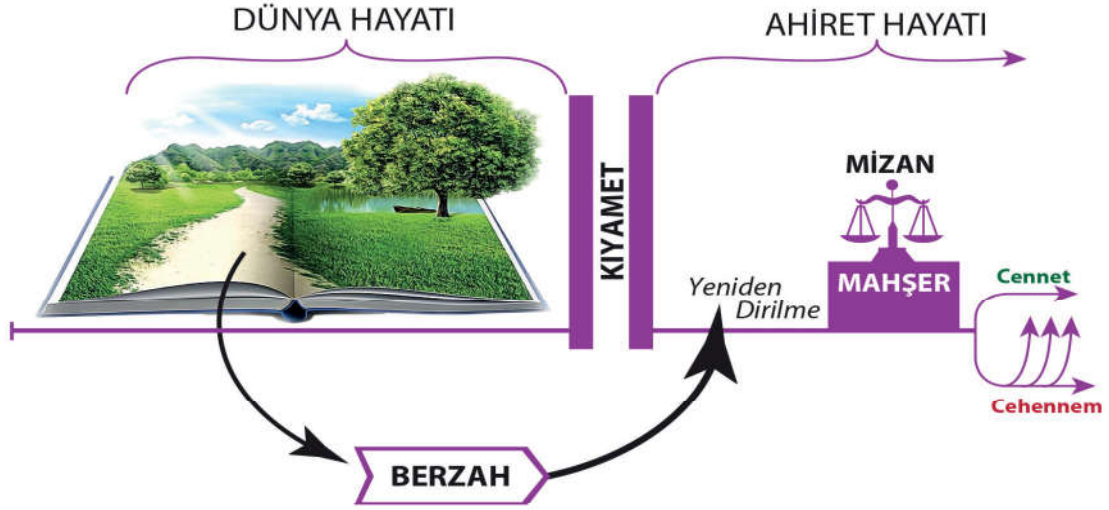 DÜNYA HAYATI
AHİRET HAYATI
KIYAMET
MİZAN
MAHŞER
Yeniden
Dirilme
Cennet
Cehennem
BERZAH